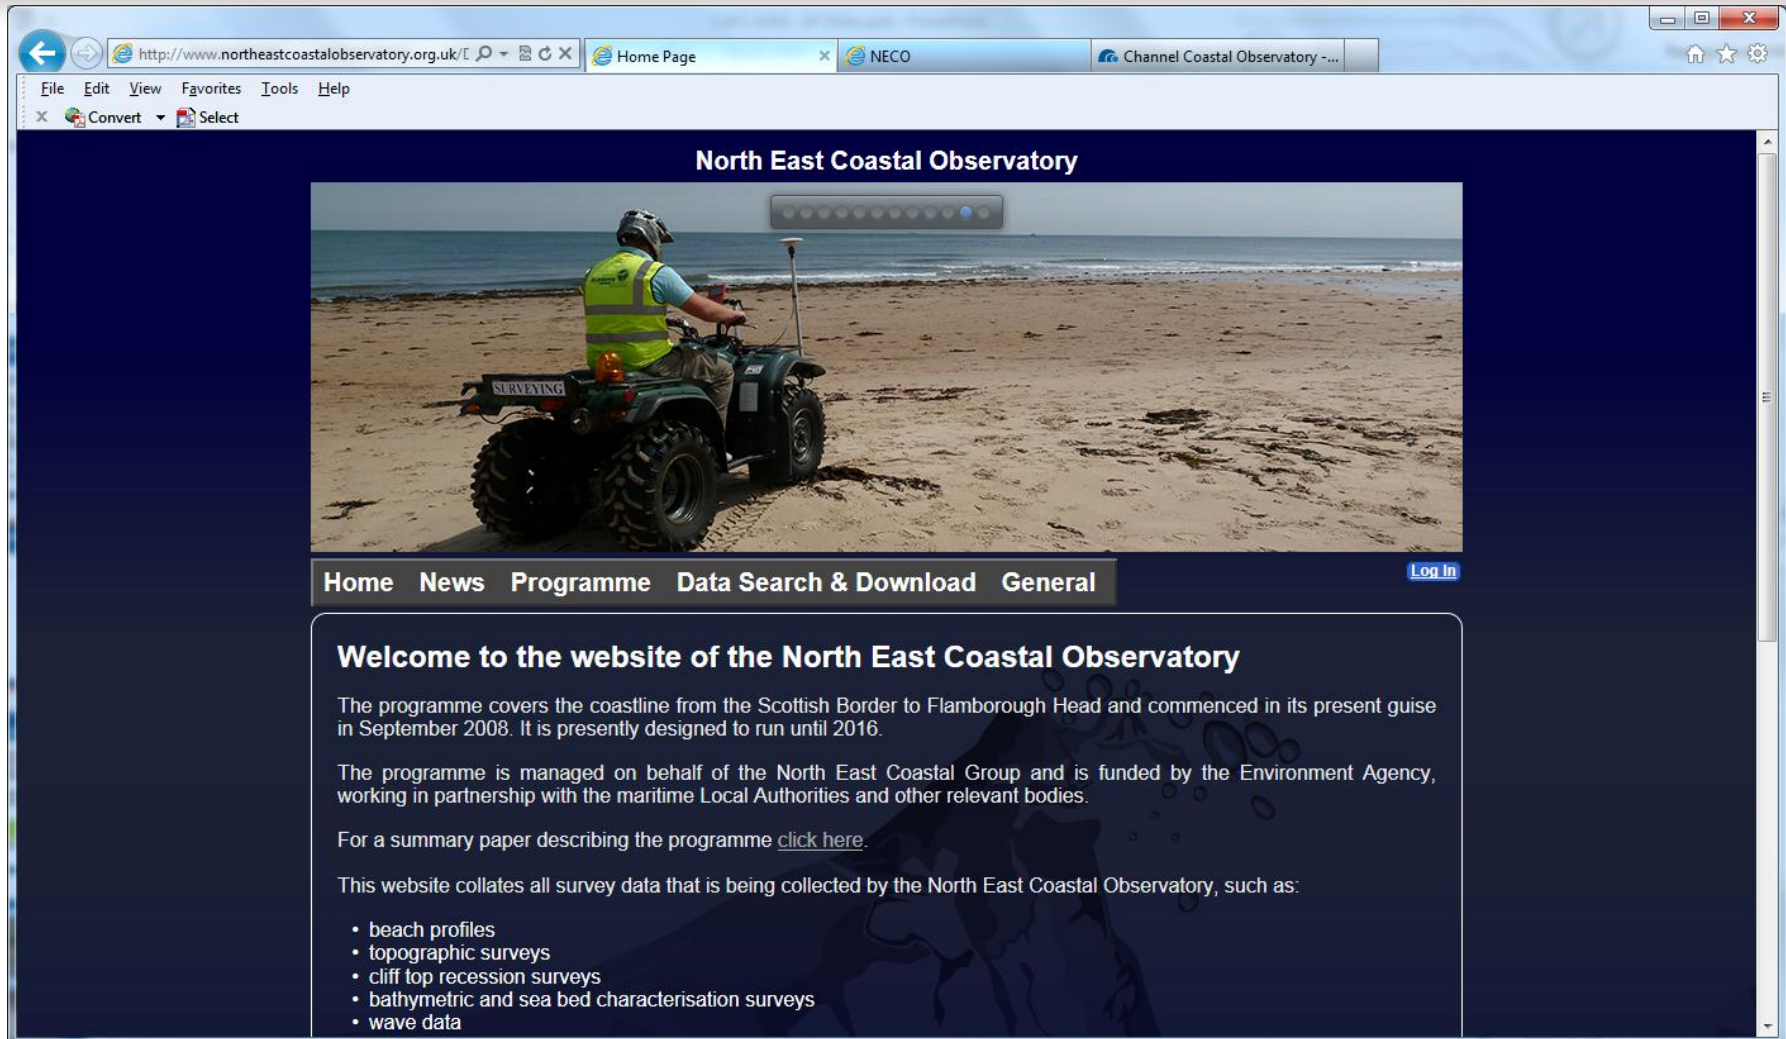 http://www.northeastcoastalobservatory.org.uk/D
Home Page
NECO
Channel Coastal Observatory -...
File Edit View Favorites Tools Help
Convert Select
North East Coastal Observatory
SURVEYING
Home News Programme Data Search & Download General
Log In
Welcome to the website of the North East Coastal Observatory
The programme covers the coastline from the Scottish Border to Flamborough Head and commenced in its present guise
in September 2008. It is presently designed to run until 2016.
The programme is managed on behalf of the North East Coastal Group and is funded by the Environment Agency,
working in partnership with the maritime Local Authorities and other relevant bodies.
For a summary paper describing the programme click here.
This website collates all survey data that is being collected by the North East Coastal Observatory, such as:
• beach profiles
• topographic surveys
• cliff top recession surveys
• bathymetric and sea bed characterisation surveys
• wave data